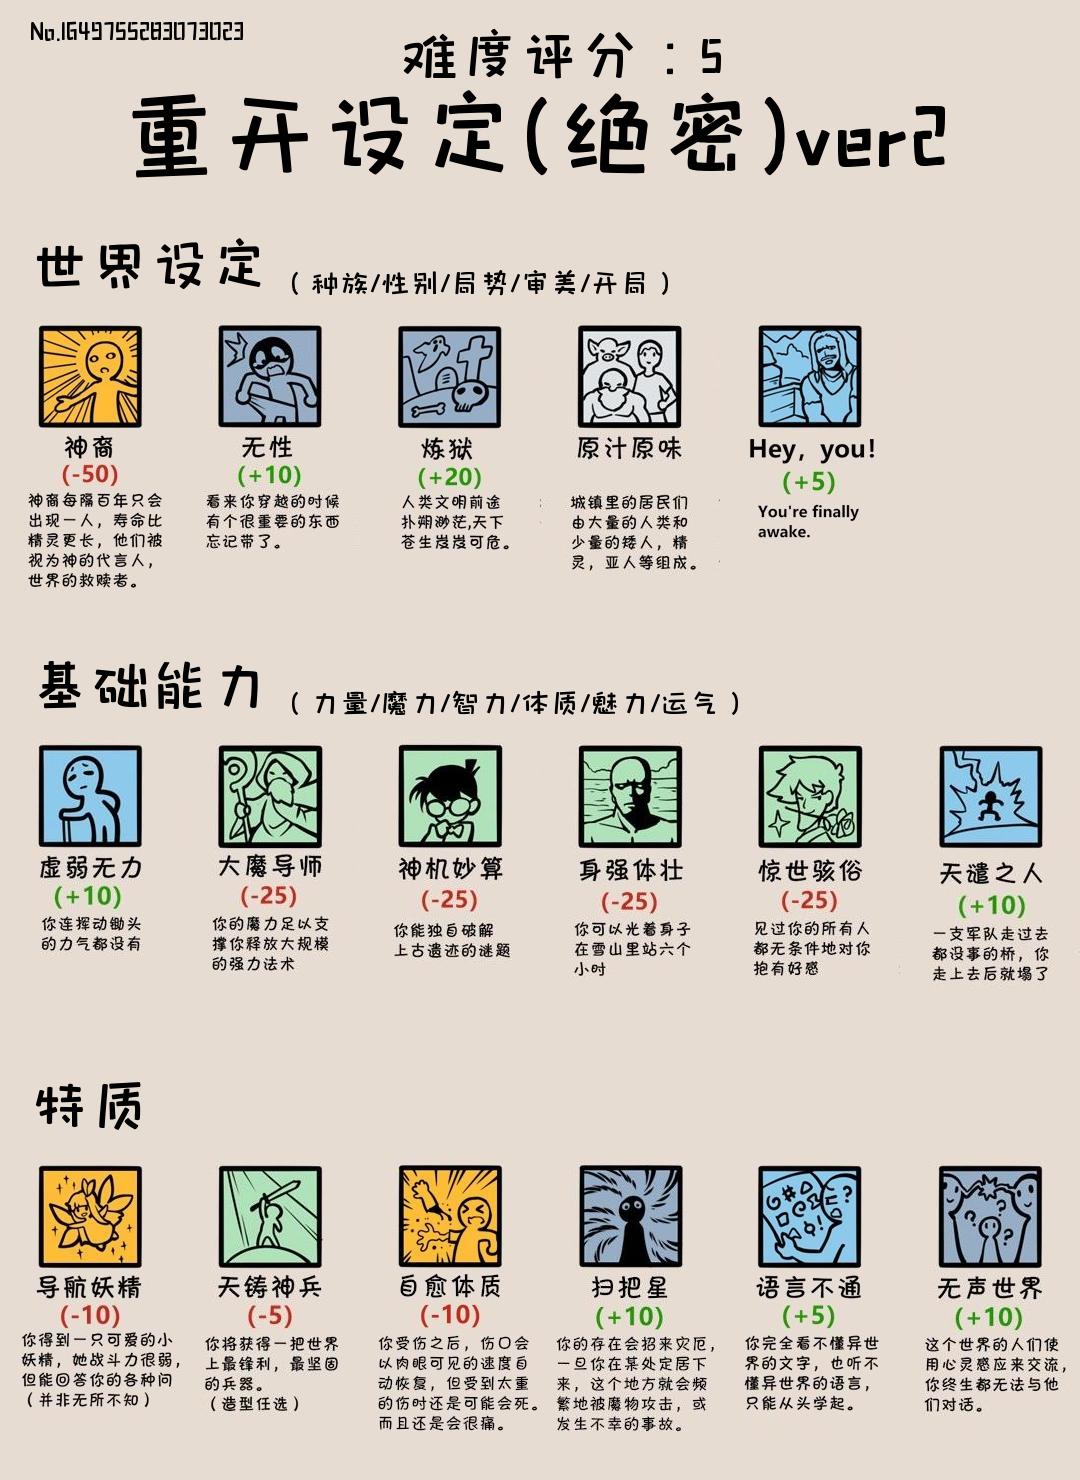 No.1649755283073023
难度评分：5
重开设定(绝密)ver2
世界设定（种族/性别/局势/审美/开局）
神裔
(-50)
神裔每隔百年只会
出现一人，寿命比
精灵更长，他们被
视为神的代言人，
世界的救赎者。
无性
(+10)
看来你穿越的时候
有个很重要的东西
忘记带了。
炼狱
(+20)
人类文明前途
扑朔渺茫,天下
苍生岌岌可危。
原汁原味
城镇里的居民们
由大量的人类和
少量的矮人，精
灵，亚人等组成。
Hey, you!
(+5)
You're finally
awake.
基础能力（力量/魔力/智力/体质/魅力/运气）
虚弱无力
(+10)
你连挥动锄头
的力气都没有
大魔导师
(-25)
你的魔力足以支
撑你释放大规模
的强力法术
神机妙算
(-25)
你能独自破解
上古遗迹的谜题
身强体壮
(-25)
你可以光着身子
在雪山里站六个
小时
惊世骇俗
(-25)
见过你的所有人
都无条件地对你
抱有好感
天谴之人
(+10)
一支军队走过去
都没事的桥，你
走上去后就塌了
特质
导航妖精
(-10)
你得到一只可爱的小
妖精，她战斗力很弱，
但能回答你的各种问
（并非无所不知）
天铸神兵
(-5)
你将获得一把世界
上最锋利，最坚固
的兵器。
（造型任选）
自愈体质
(-10)
你受伤之后，伤口会
以肉眼可见的速度自
动恢复，但受到太重
的伤时还是可能会死。
而且还是会很痛。
扫把星
(+10)
你的存在会招来灾厄，
一旦你在某处定居下
来，这个地方就会频
繁地被魔物攻击，或
发生不幸的事故。
语言不通
(+5)
你完全看不懂异世
界的文字，也听不
懂异世界的语言，
只能从头学起。
无声世界
(+10)
这个世界的人们使
用心灵感应来交流，
你终生都无法与他
们对话。